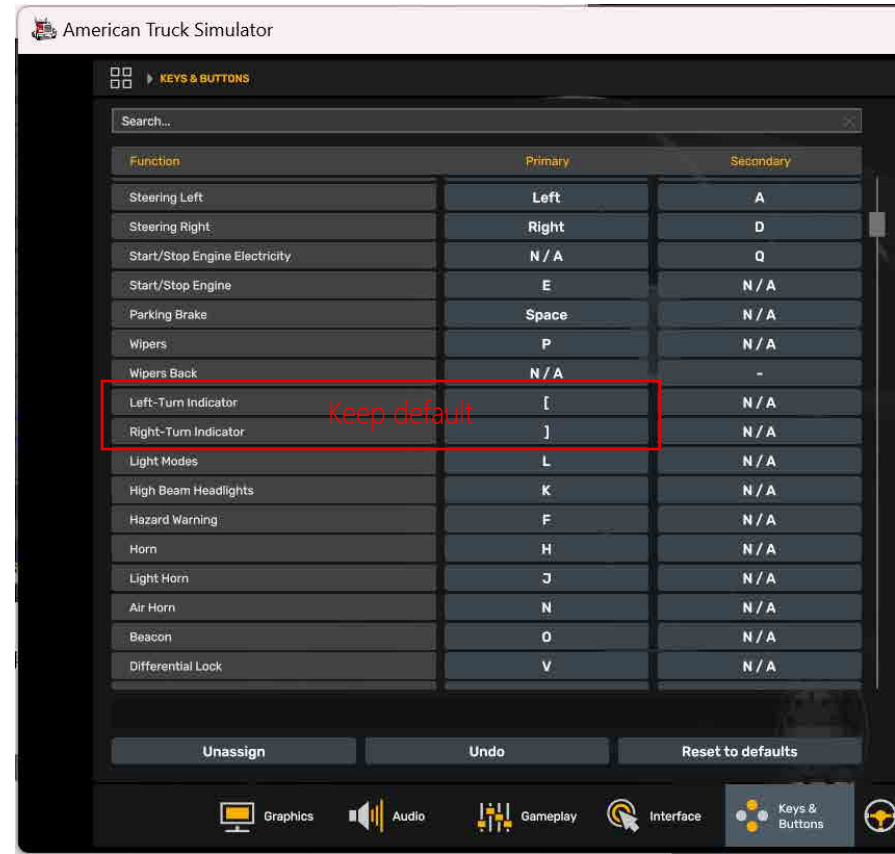 American Truck Simulator
KEYS & BUTTONS
Search...
Function Primary Secondary
Steering Left Left A
Steering Right Right D
Start/Stop Engine Electricity N/A Q
Start/Stop Engine E N/A
Parking Brake Space N/A
Wipers P N/A
Wipers Back N/A -
Left-Turn Indicator [ N/A
Keep default
Right-Turn Indicator ] N/A
Light Modes L N/A
High Beam Headlights K N/A
Hazard Warning F N/A
Horn H N/A
Light Horn J N/A
Air Horn N N/A
Beacon O N/A
Differential Lock V N/A
Unassign Undo Reset to defaults
Graphics Audio Gameplay Interface Keys &
Buttons